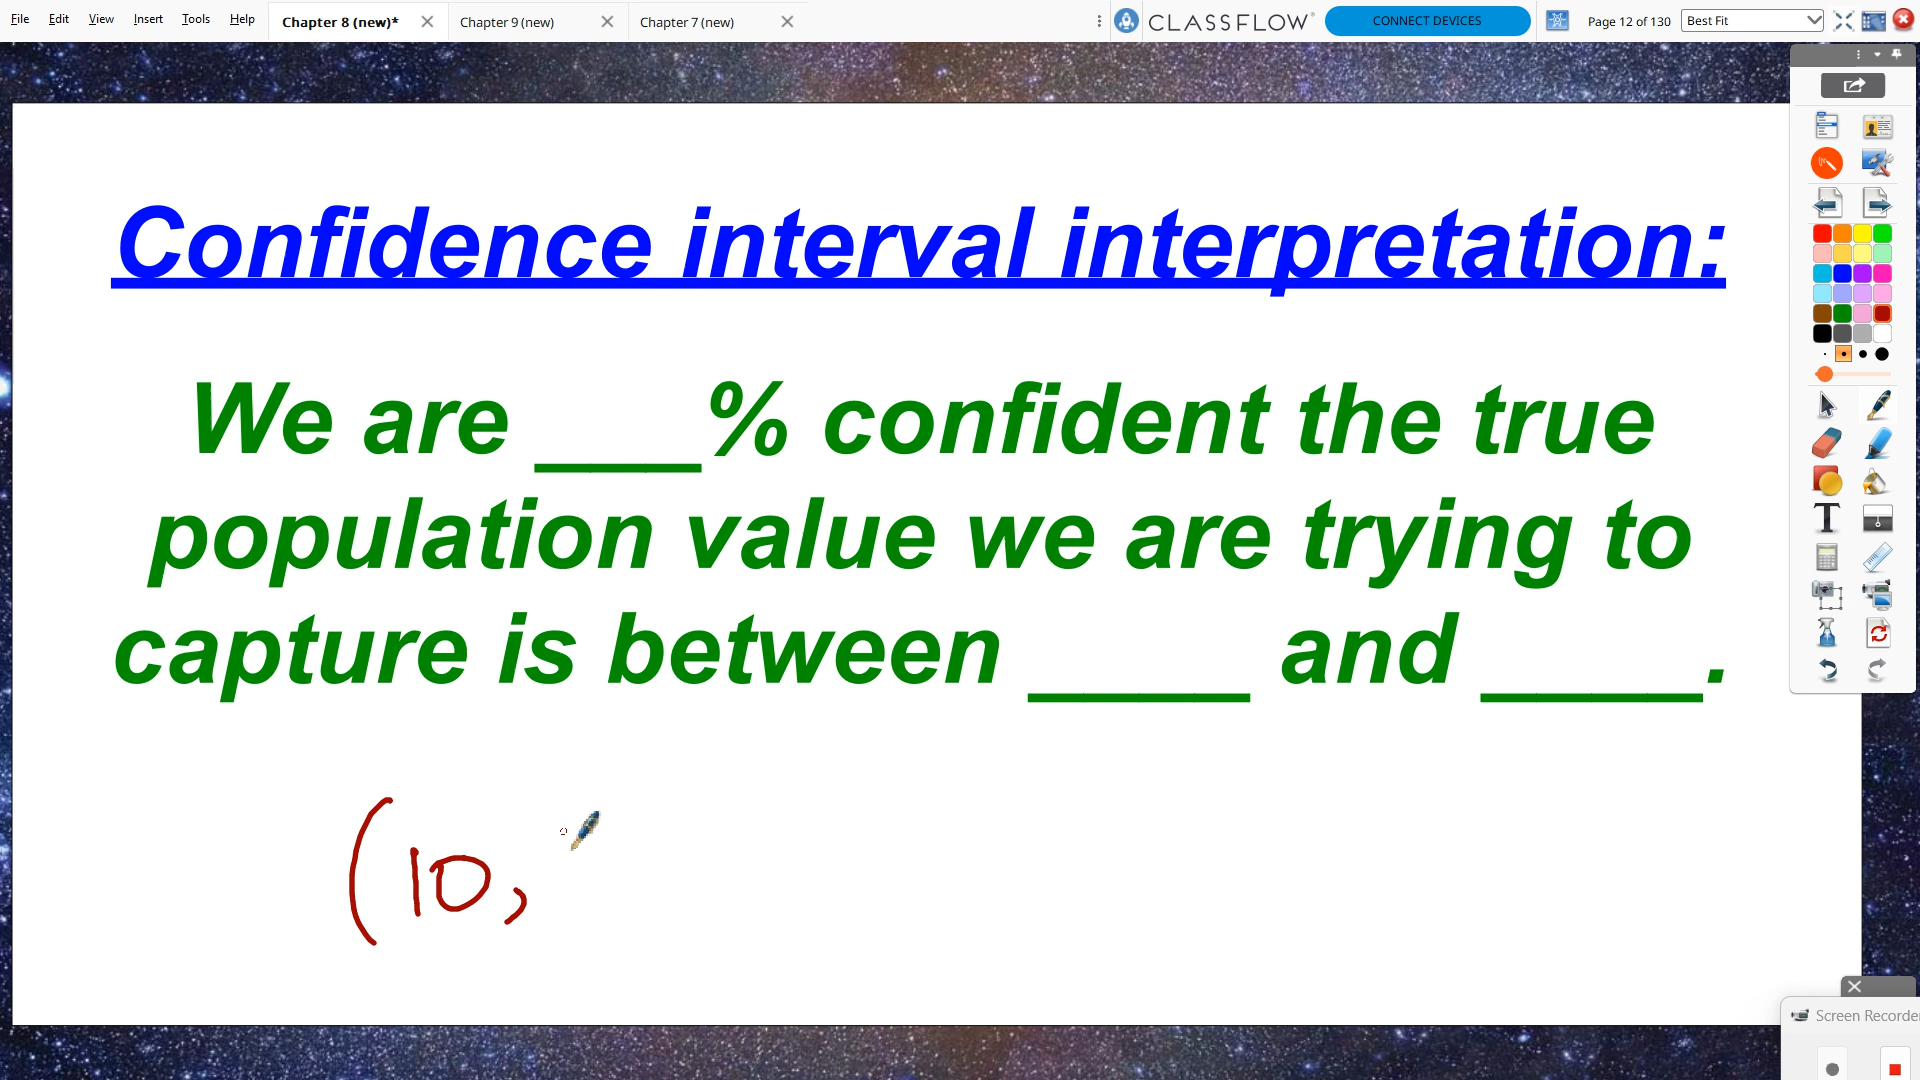 File Edit View Insert Tools Help Chapter 8 (new)* Chapter 9 (new) Chapter 7 (new) CLASSFLOW CONNECT DEVICES Page 12 of 130 Best Fit
Confidence interval interpretation:
We are ___% confident the true
population value we are trying to
capture is between ____ and ____.
(10,
T
Screen Recorder